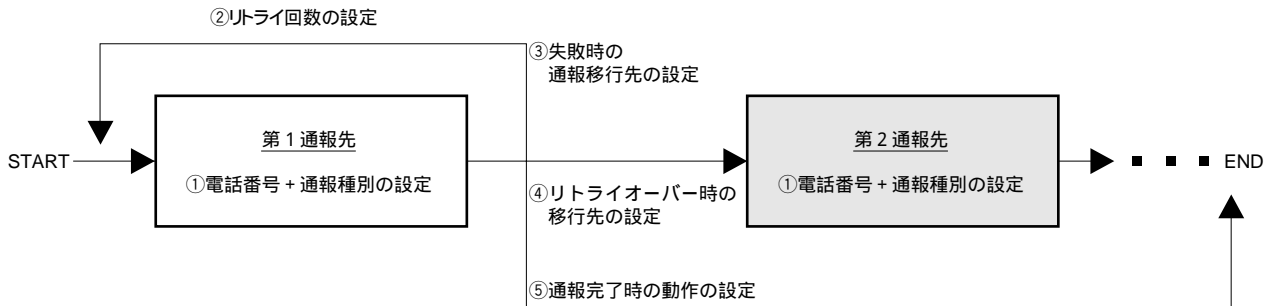 ②リトライ回数の設定
③失敗時の
通報移行先の設定
第1通報先
第2通報先
START
END
①電話番号+通報種別の設定
①電話番号+通報種別の設定
④リトライオーバー時の
移行先の設定
⑤通報完了時の動作の設定